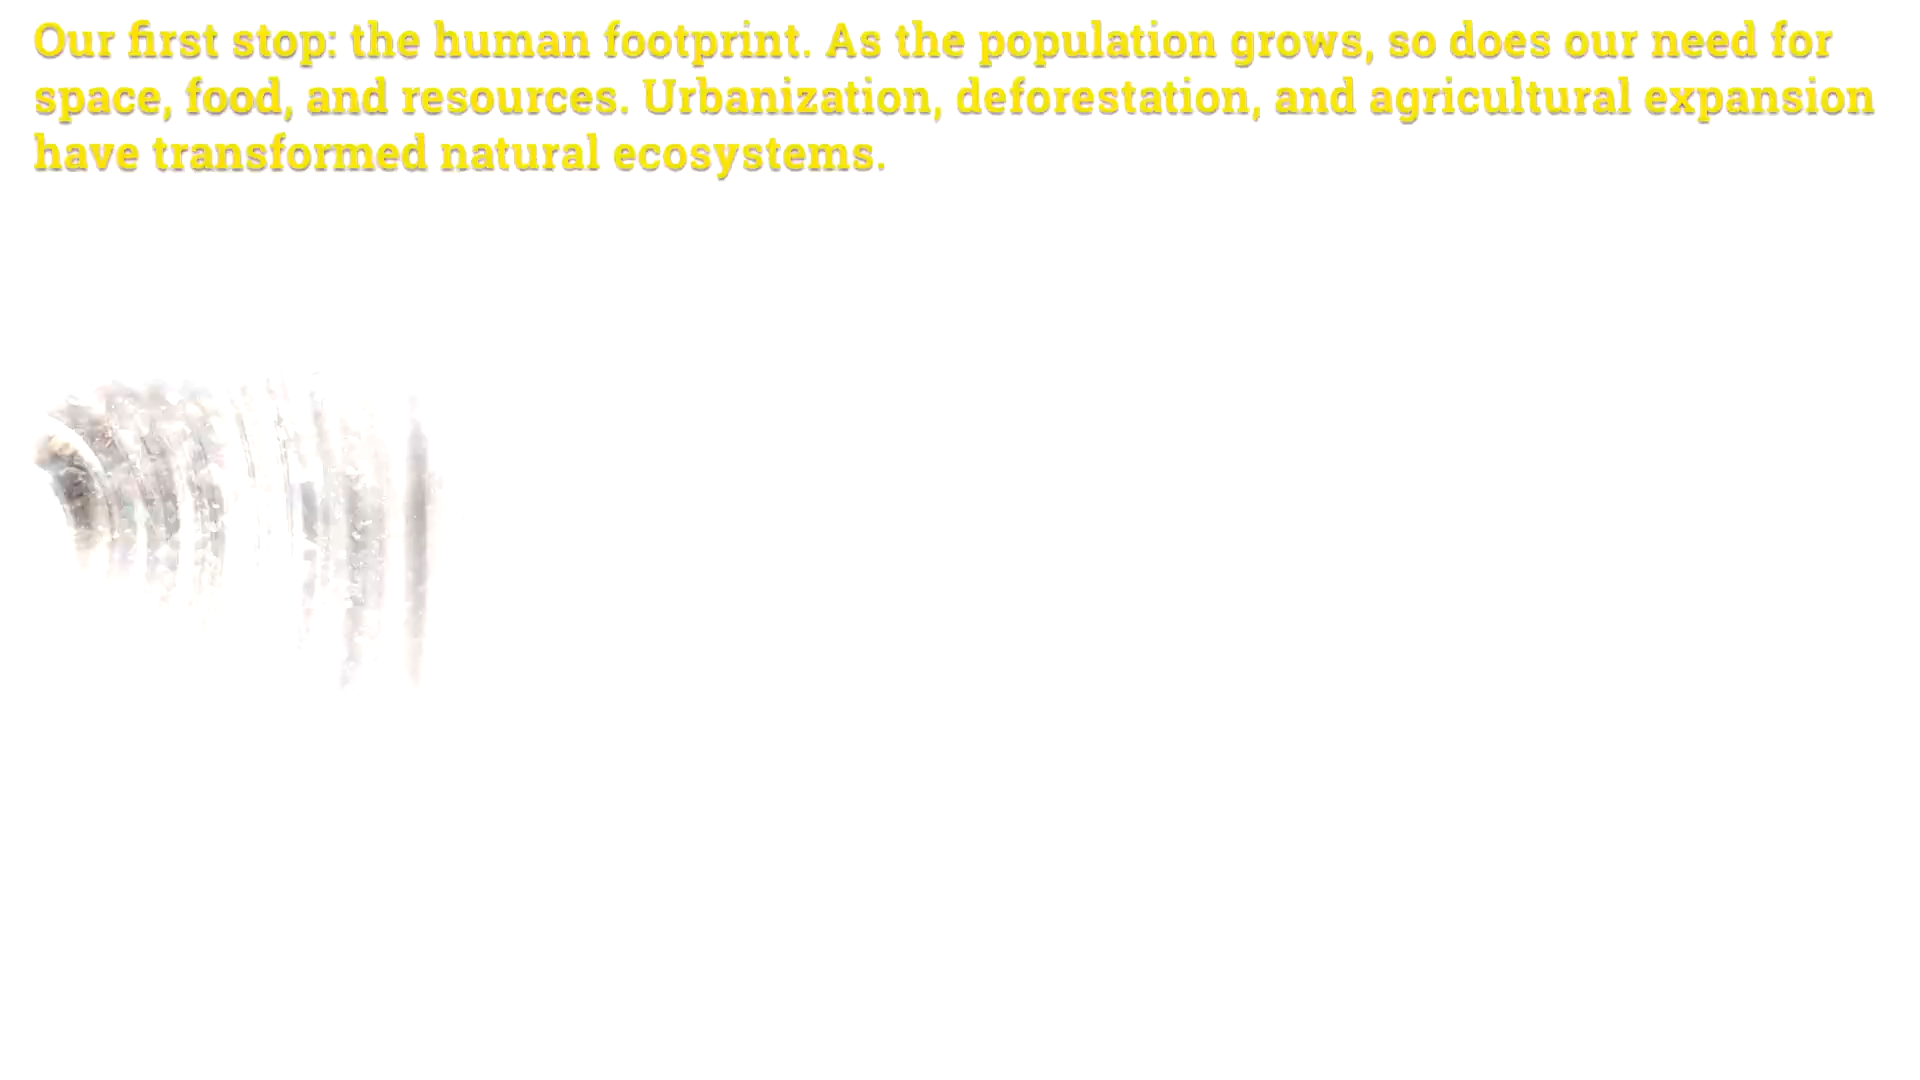 Our first stop: the human footprint. As the population grows, so does our need for
space, food, and resources. Urbanization, deforestation, and agricultural expansion
have transformed natural ecosystems.